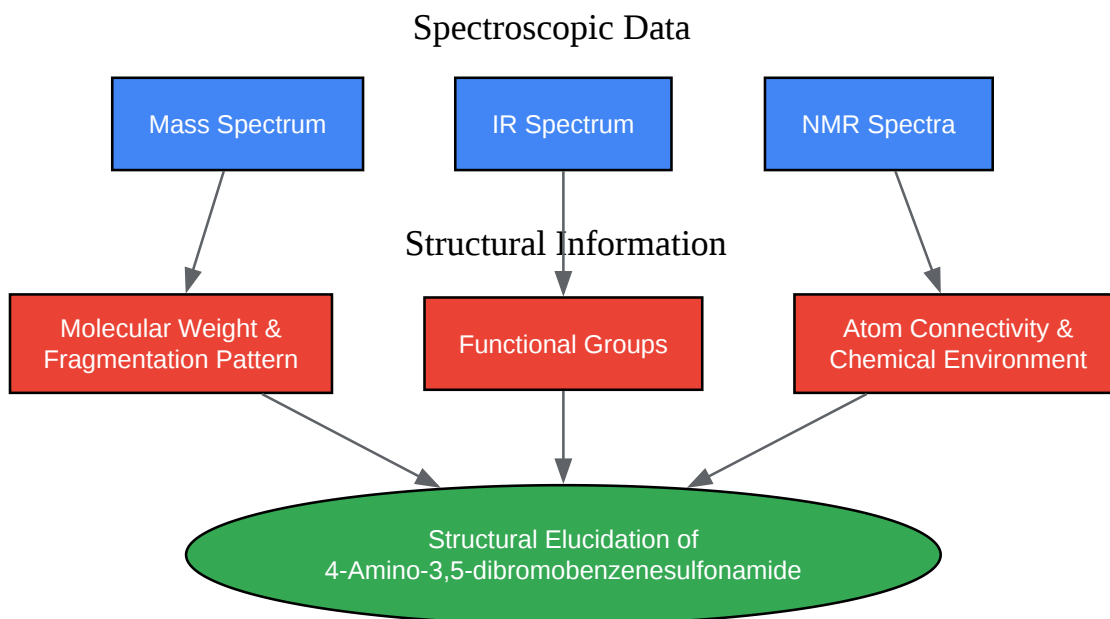 Spectroscopic Data
Mass Spectrum
IR Spectrum
NMR Spectra
Structural Information
Molecular Weight &
Fragmentation Pattern
Functional Groups
Atom Connectivity &
Chemical Environment
Structural Elucidation of
4-Amino-3,5-dibromobenzenesulfonamide